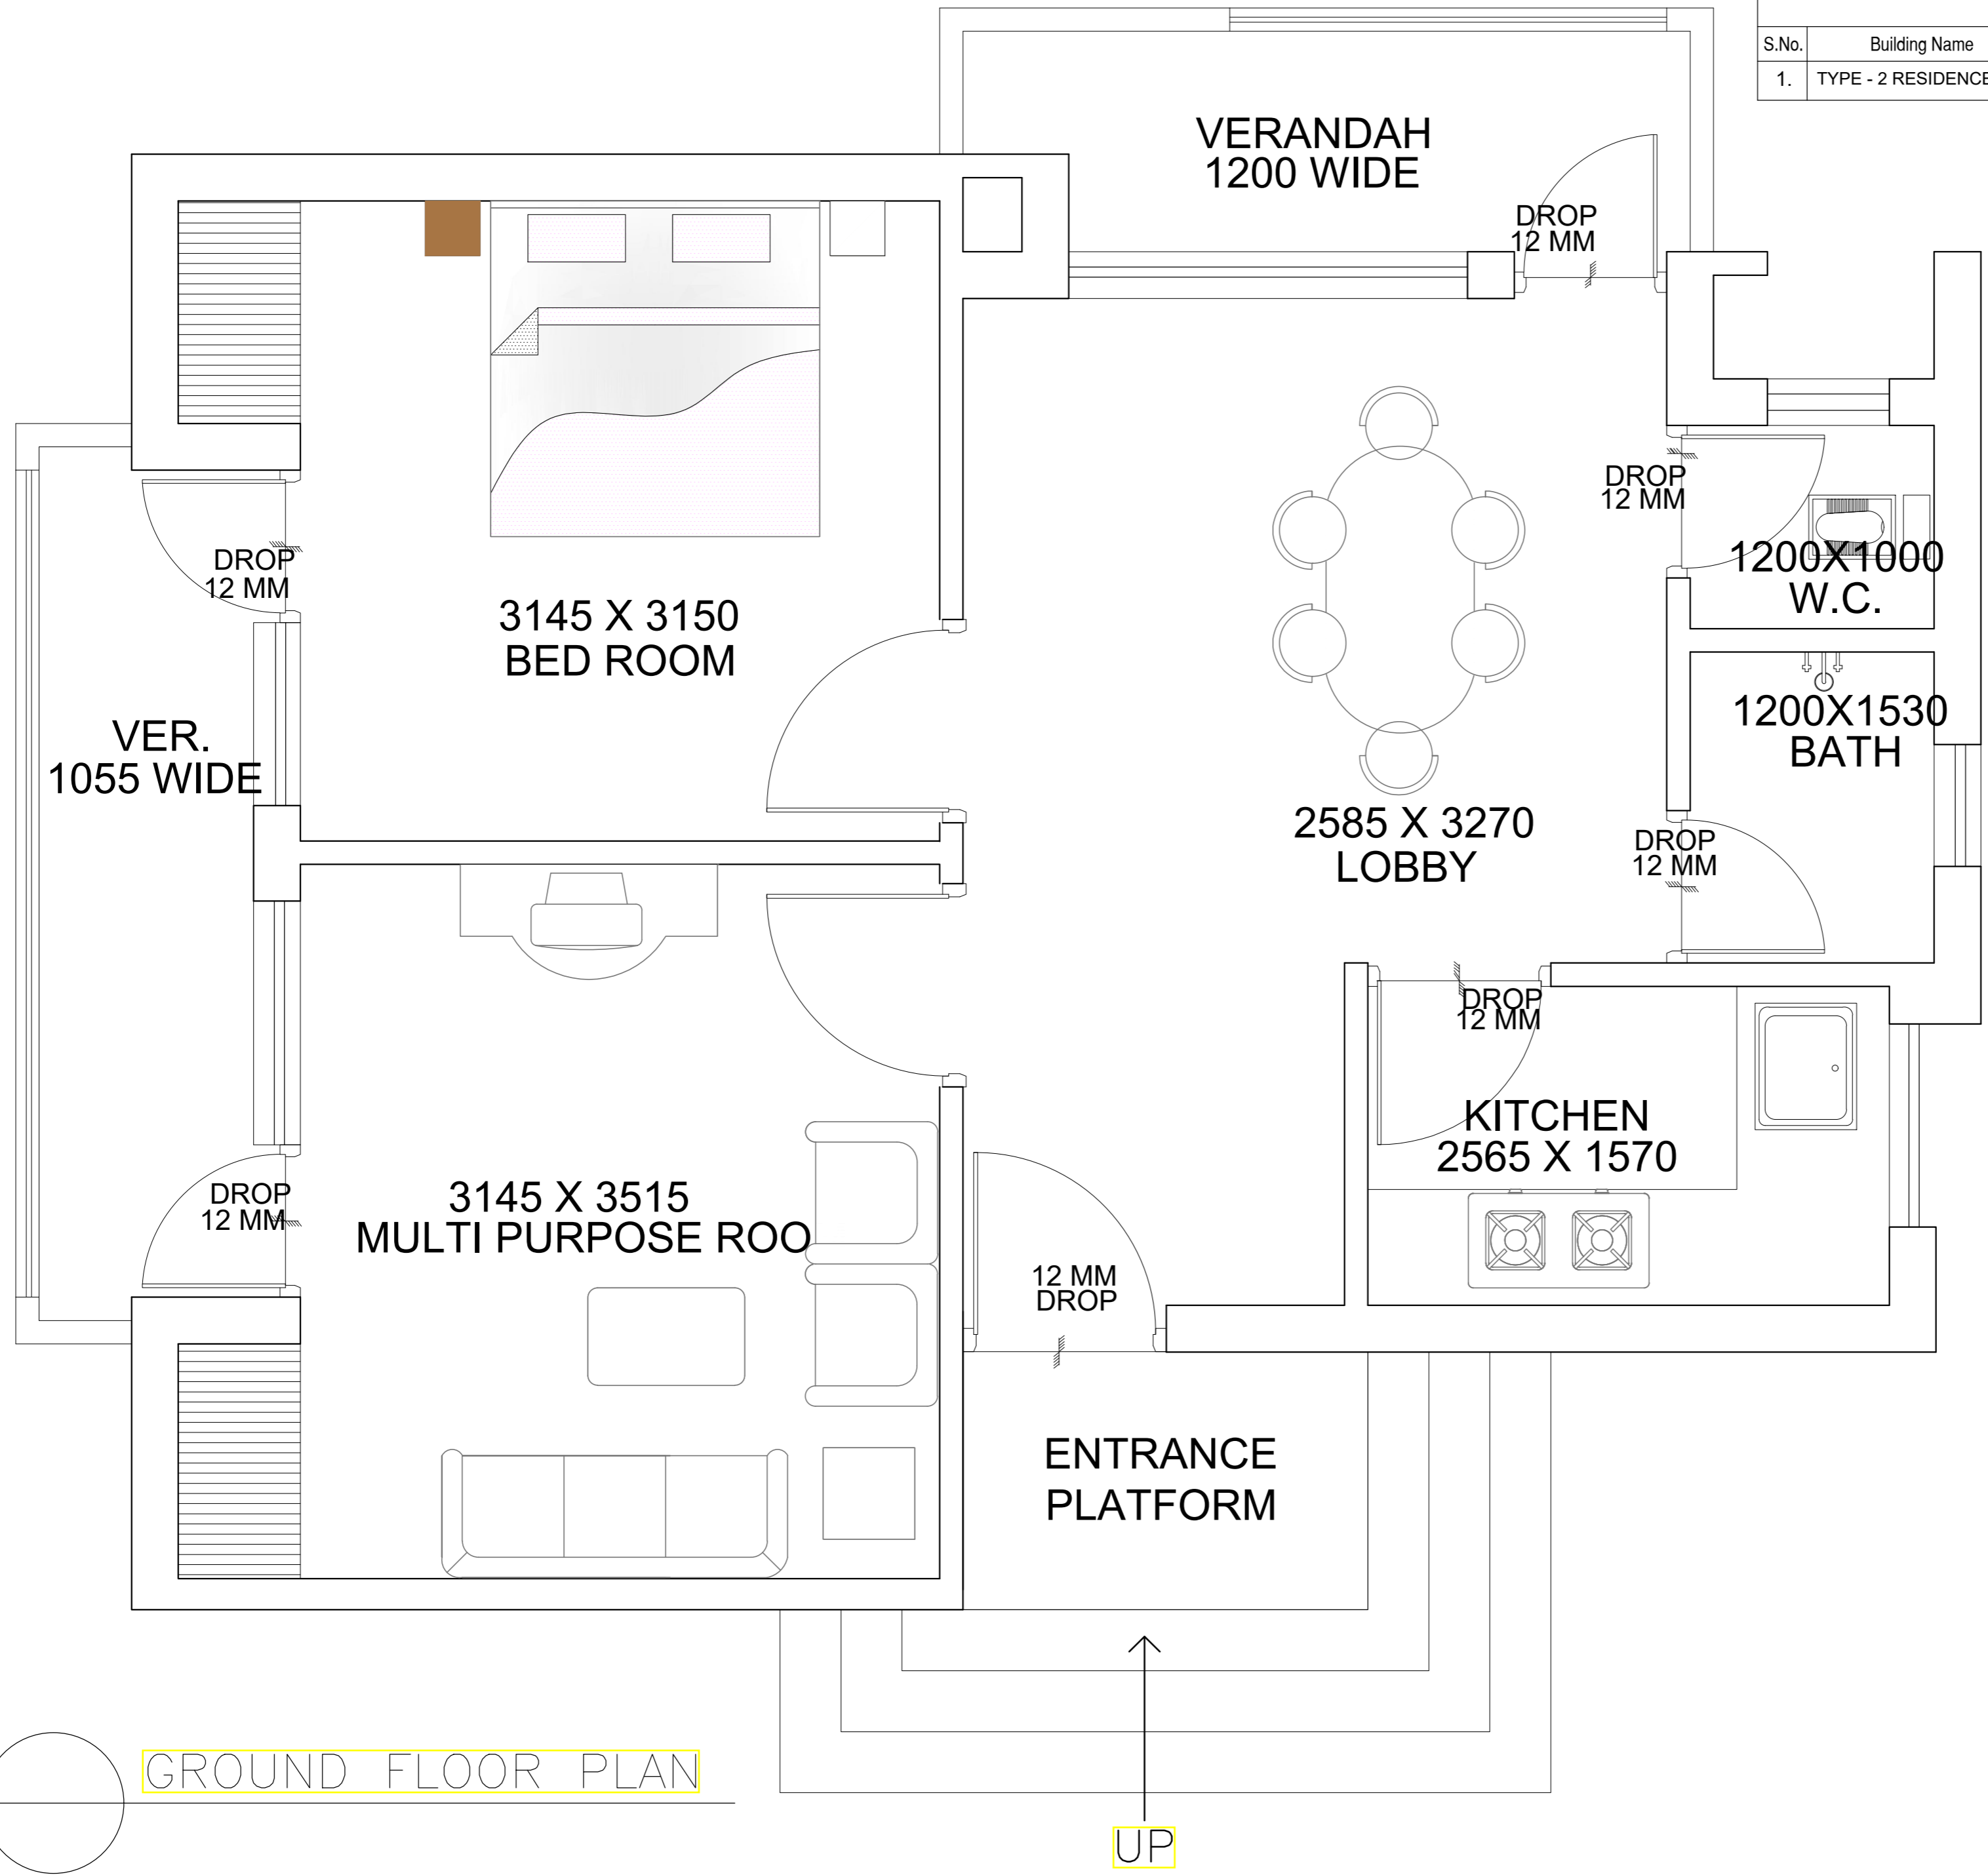 S.No. Building Name
1. TYPE - 2 RESIDENCE
VERANDAH
1200 WIDE
DROP
12 MM
DROP
12 MM
1200X1000
W.C.
DROP
12 MM
3145 X 3150
BED ROOM
VER.
1055 WIDE
1200X1530
BATH
2585 X 3270
LOBBY
DROP
12 MM
DROP
12 MM
KITCHEN
2565 X 1570
DROP
12 MM
3145 X 3515
MULTI PURPOSE ROO
12 MM
DROP
ENTRANCE
PLATFORM
GROUND FLOOR PLAN
UP